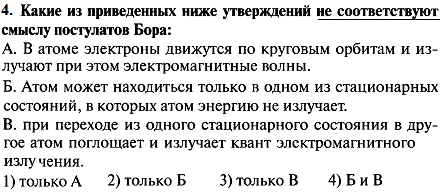 4. Какие из приведенных ниже утверждений не соответствуют
смыслу постулатов Бора:
А. В атоме электроны движутся по круговым орбитам и из-
лучают при этом электромагнитные волны.
Б. Атом может находиться только в одном из стационарных
состояний, в которых атом энергию не излучает.
В. при переходе из одного стационарного состояния в дру-
гое атом поглощает и излучает квант электромагнитного
излучения.
1) только А 2) только Б 3) только В 4) Б и В